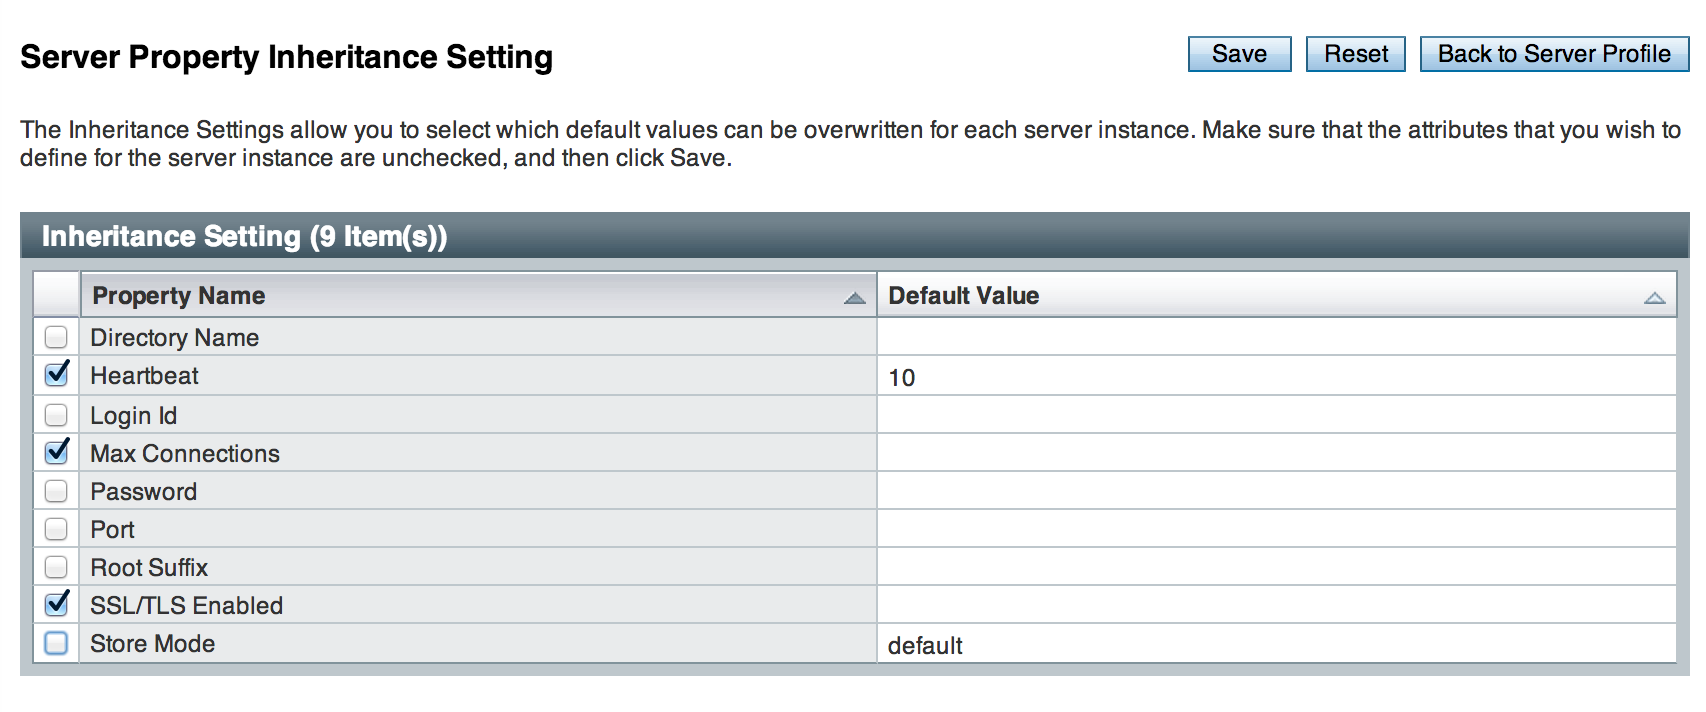 Server Property Inheritance Setting
Save
Reset
Back to Server Profile
The Inheritance Settings allow you to select which default values can be overwritten for each server instance. Make sure that the attributes that you wish to
define for the server instance are unchecked, and then click Save.
Inheritance Setting (9 Item(s))
Property Name
Default Value
Directory Name
Heartbeat
10
Login Id
Max Connections
Password
Port
Root Suffix
SSL/TLS Enabled
Store Mode
default